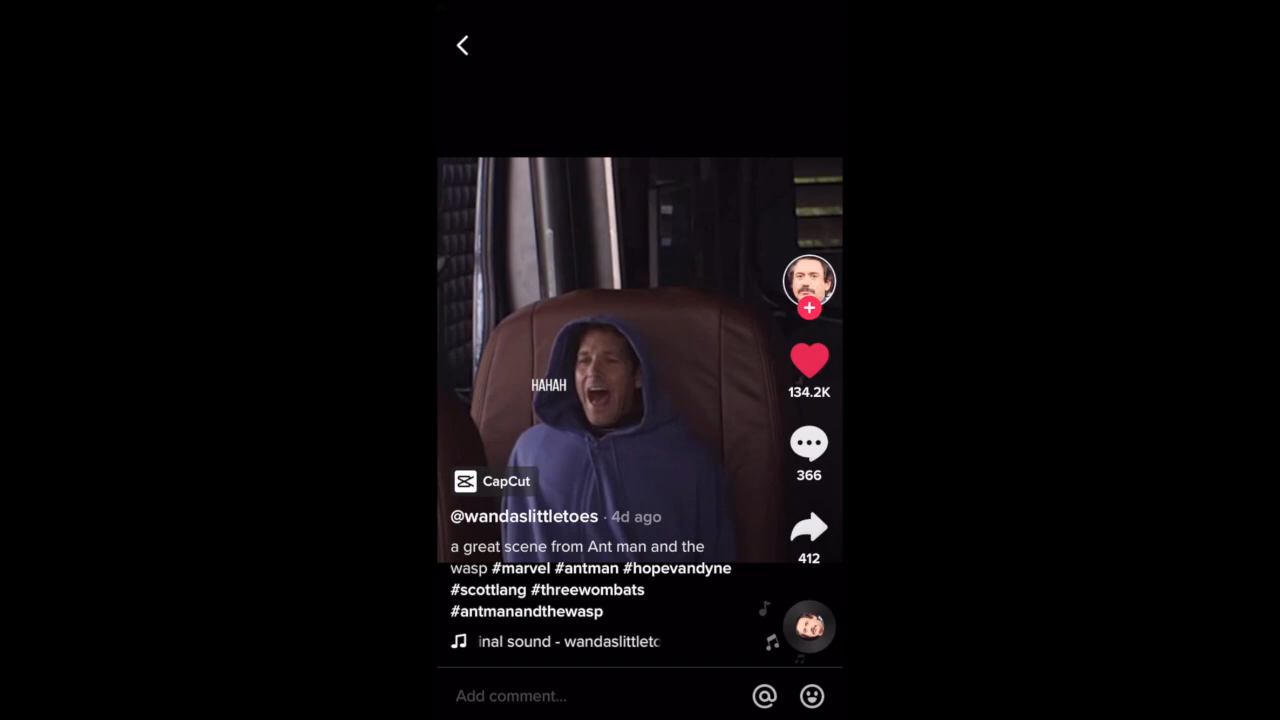 HAHAH
134.2K
366
CapCut
@wandaslittletoes · 4d ago
a great scene from Ant man and the
wasp #marvel #antman #hopevandyne
#scottlang #threewombats
#antmanandthewasp
412
inal sound - wandaslittletc
Add comment...